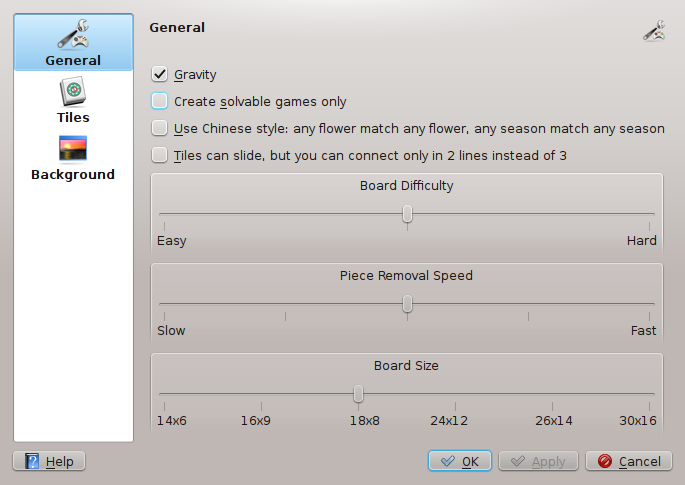 General
Tiles
Background
General
Gravity
Create solvable games only
Use Chinese style: any flower match any flower, any season match any season
Tiles can slide, but you can connect only in 2 lines instead of 3
Board Difficulty
Easy Hard
Piece Removal Speed
Slow Fast
Board Size
14x6 16x9 18x8 24x12 26x14 30x16
Help OK Apply Cancel